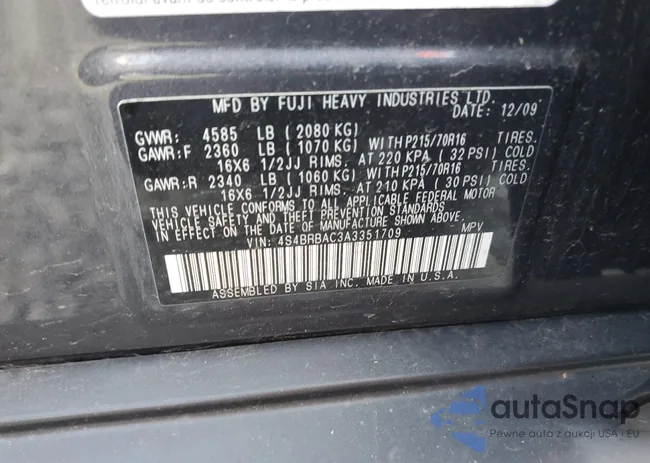 MFD BY FUJI HEAVY INDUSTRIES LTD.
DATE: 12/09
GVWR: 4585 LB (2080 KG)
GAWR:F 2360 LB (1070 KG) WITH P215/70R16 TIRES.
16X6 1/2JJ RIMS. AT 220 KPA (32 PSI) COLD
GAWR:R 2340 LB (1060 KG) WITH P215/70R16 TIRES.
16X6 1/2JJ RIMS. AT 210 KPA (30 PSI) COLD
THIS VEHICLE CONFORMS TO ALL APPLICABLE FEDERAL MOTOR
VEHICLE SAFETY AND THEFT PREVENTION STANDARDS
IN EFFECT ON THE DATE OF MANUFACTURE SHOWN ABOVE.
VIN: 4S4BRBAC3A3351709 MPV
ASSEMBLED BY SIA INC. MADE IN U.S.A.
autoSnap
Pewne auto z aukcji USA i EU